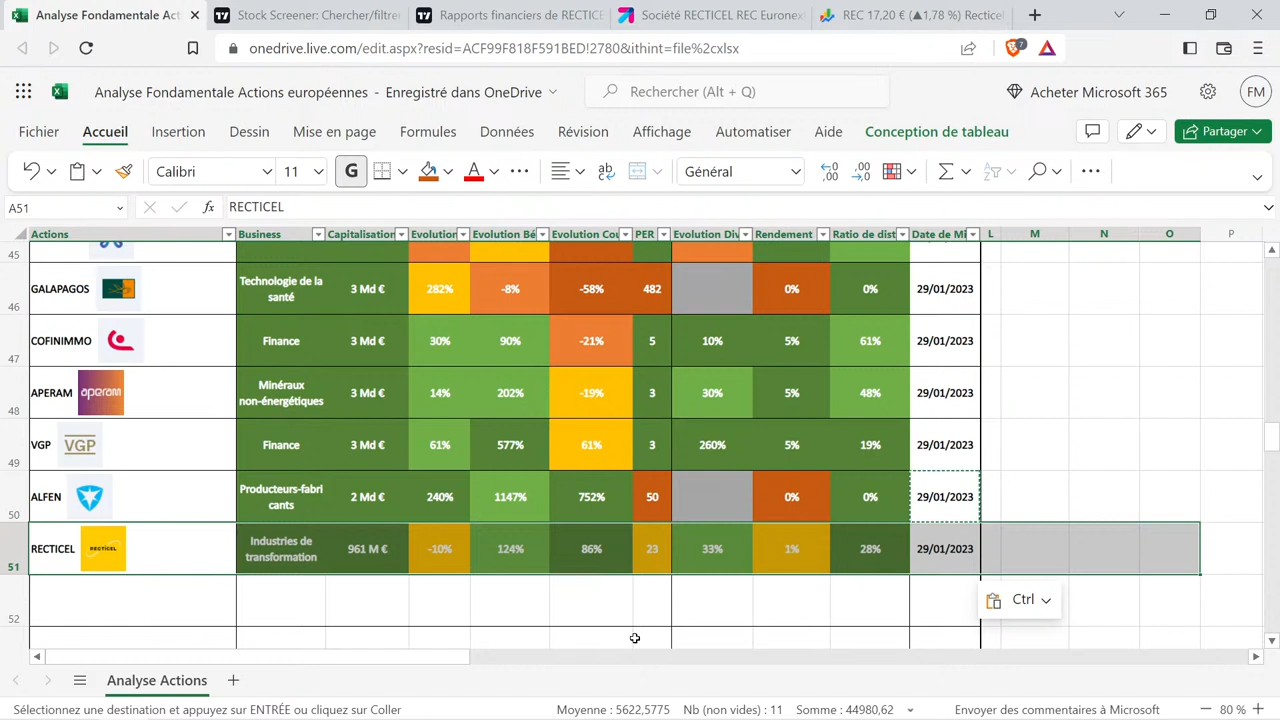 Analyse Fondamentale Acti
Stock Screener: Chercher/filtre
Rapports financiers de RECTICE
Société RECTICEL REC Eurone
REC 17,20 € (▲1,78 %) Rectice
onedrive.live.com/edit.aspx?resid=ACF99F818F591BED!2780&ithint=file%2cxlsx
7
Analyse Fondamentale Actions européennes - Enregistré dans OneDrive
Rechercher (Alt + Q)
Acheter Microsoft 365
FM
Fichier Accueil Insertion Dessin Mise en page Formules Données Révision Affichage Automatiser Aide Conception de tableau
Partager
Calibri 11 G A ab Général
A51 fx RECTICEL
Actions Business Capitalisation Evolution Evolution Bé Evolution Cou PER Evolution Div Rendement Ratio de dist Date de Mi L M N O P
45
46 GALAPAGOS Technologie de la santé 3 Md € 282% -8% -58% 482 0% 0% 29/01/2023
47 COFINIMMO Finance 3 Md € 30% 90% -21% 5 10% 5% 61% 29/01/2023
48 APERAM aperam Minéraux non-énergétiques 3 Md € 14% 202% -19% 3 30% 5% 48% 29/01/2023
49 VGP VGP Finance 3 Md € 61% 577% 61% 3 260% 5% 19% 29/01/2023
50 ALFEN Producteurs-fabri cants 2 Md € 240% 1147% 752% 50 0% 0% 29/01/2023
51 RECTICEL RECTICEL Industries de transformation 961 M € -10% 124% 86% 23 33% 1% 28% 29/01/2023
52
Ctrl
Analyse Actions
Sélectionnez une destination et appuyez sur ENTRÉE ou cliquez sur Coller
Moyenne : 5622,5775 Nb (non vides) : 11 Somme : 44980,62
Envoyer des commentaires à Microsoft
80 %